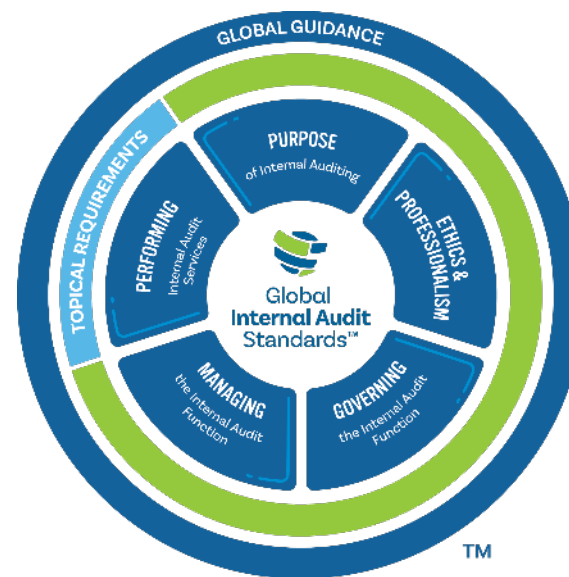 GLOBAL GUIDANCE
TOPICAL REQUIREMENTS
PURPOSE
of Internal Auditing
ETHICS &
PROFESSIONALISM
GOVERNING
the Internal Audit
Function
MANAGING
the Internal Audit
Function
PERFORMING
Internal Audit
Services
Global
Internal Audit
Standards™
TM